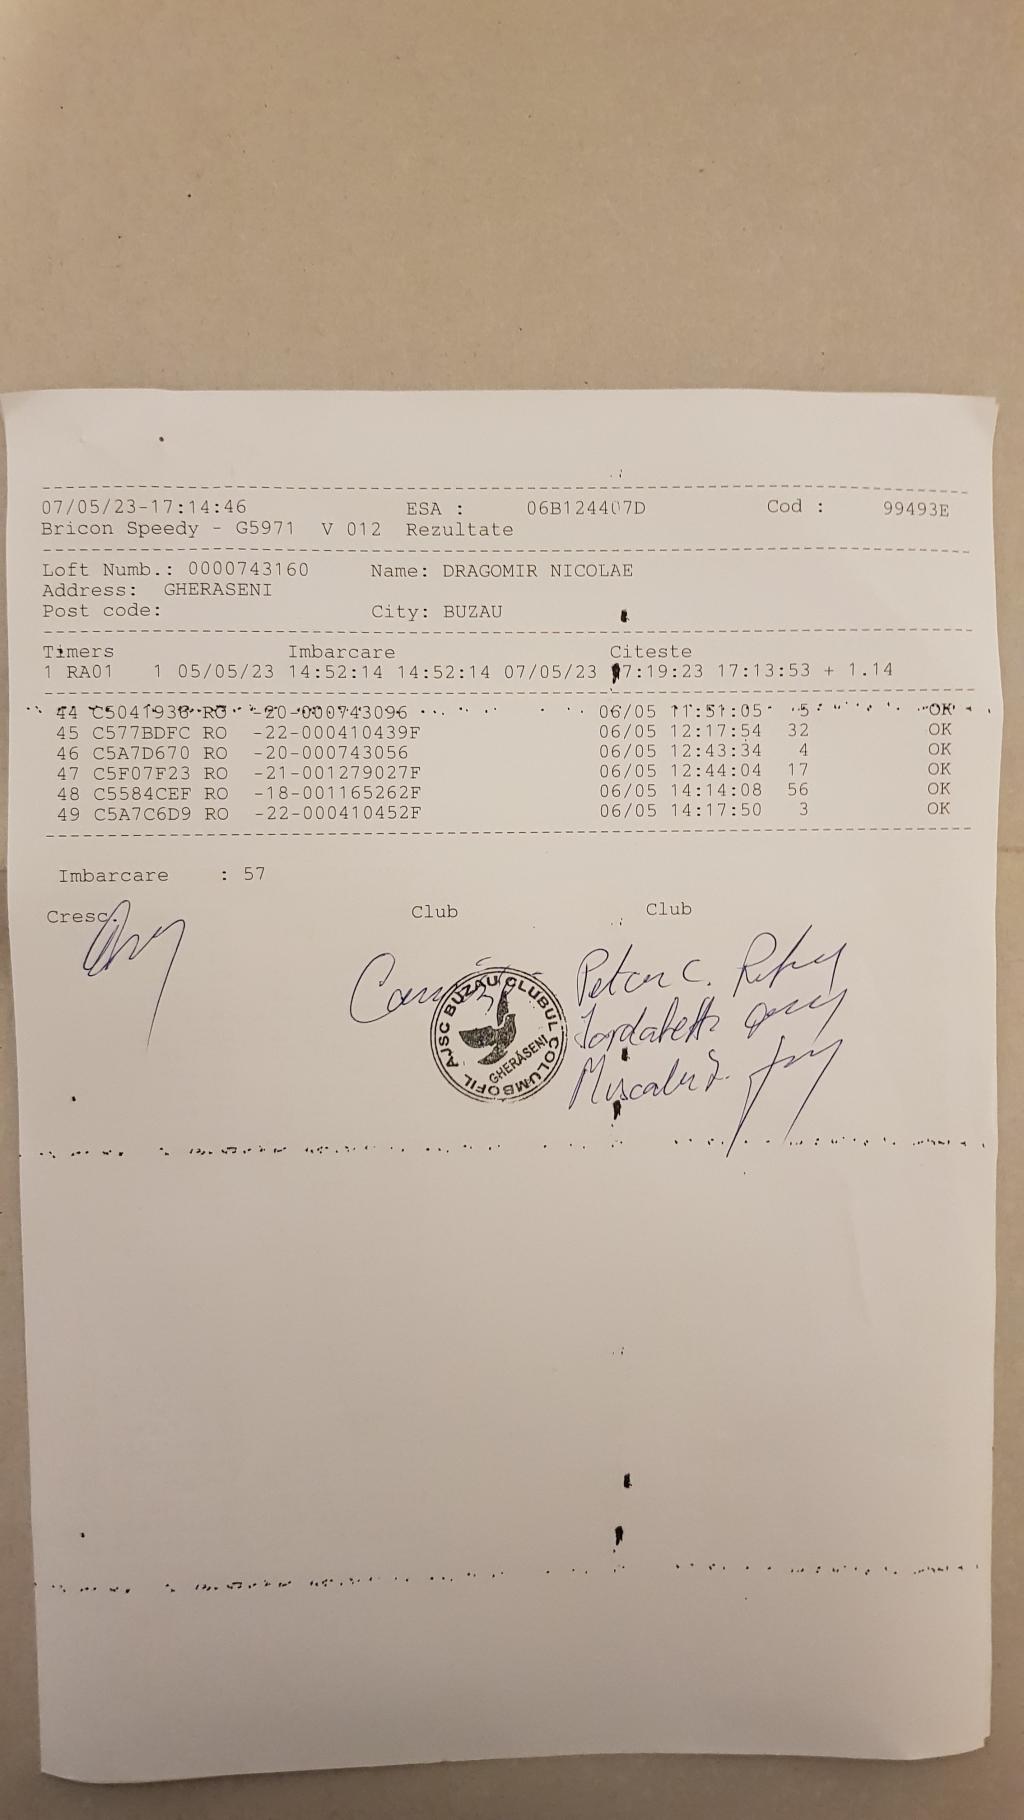 07/05/23-17:14:46 ESA : 06B124407D Cod : 99493E
Bricon Speedy - G5971 V 012 Rezultate
Loft Numb.: 0000743160 Name: DRAGOMIR NICOLAE
Address: GHERASENI
Post code: City: BUZAU
Timers Imbarcare Citeste
1 RA01 1 05/05/23 14:52:14 14:52:14 07/05/23 17:19:23 17:13:53 + 1.14
44 C5041938 RO -20-000743096 06/05 11:51:05 5 OK
45 C577BDFC RO -22-000410439F 06/05 12:17:54 32 OK
46 C5A7D670 RO -20-000743056 06/05 12:43:34 4 OK
47 C5F07F23 RO -21-001279027F 06/05 12:44:04 17 OK
48 C5584CEF RO -18-001165262F 06/05 14:14:08 56 OK
49 C5A7C6D9 RO -22-000410452F 06/05 14:17:50 3 OK
Imbarcare : 57
Cresc. Club Club
AJSC BUZAU CLUBUL COLUMBOFIL
GHERĂSENI